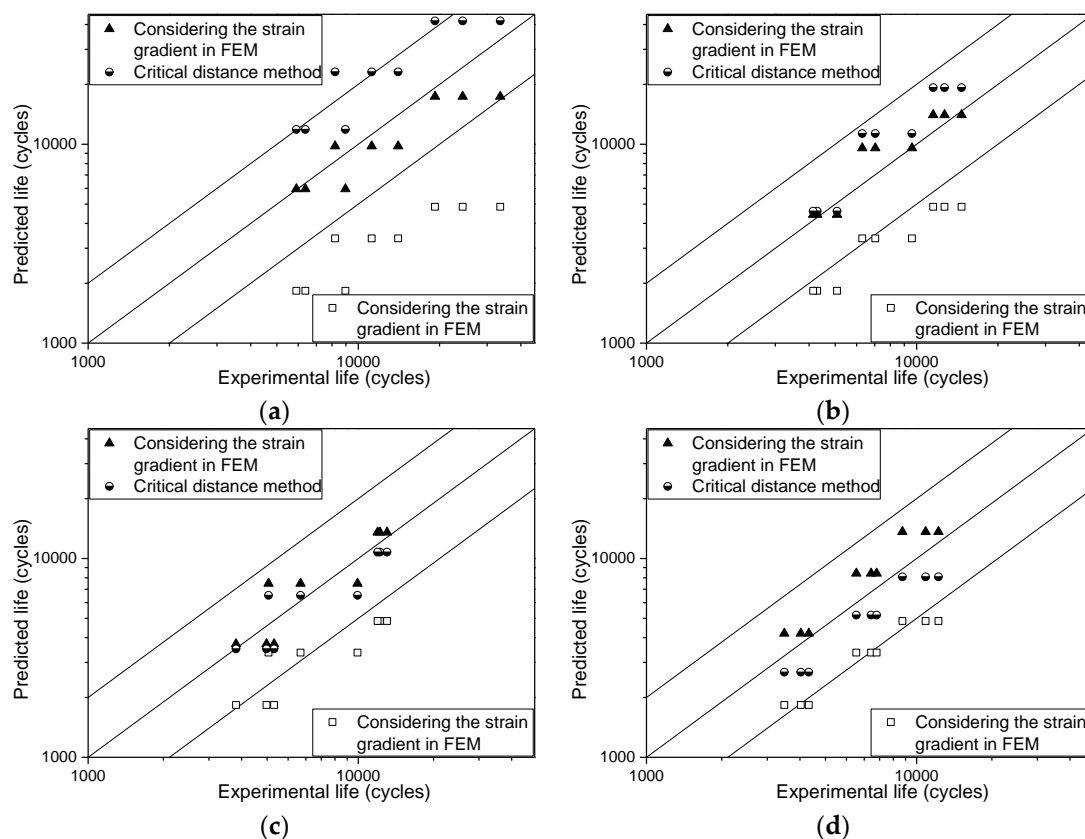 Considering the strain
gradient in FEM
Critical distance method
10000
1000
Predicted life (cycles)
Considering the strain
gradient in FEM
1000
10000
Experimental life (cycles)
(a)
Considering the strain
gradient in FEM
Critical distance method
10000
1000
Predicted life (cycles)
Considering the strain
gradient in FEM
1000
10000
Experimental life (cycles)
(b)
Considering the strain
gradient in FEM
Critical distance method
10000
1000
Predicted life (cycles)
Considering the strain
gradient in FEM
1000
10000
Experimental life (cycles)
(c)
Considering the strain
gradient in FEM
Critical distance method
10000
1000
Predicted life (cycles)
Considering the strain
gradient in FEM
1000
10000
Experimental life (cycles)
(d)